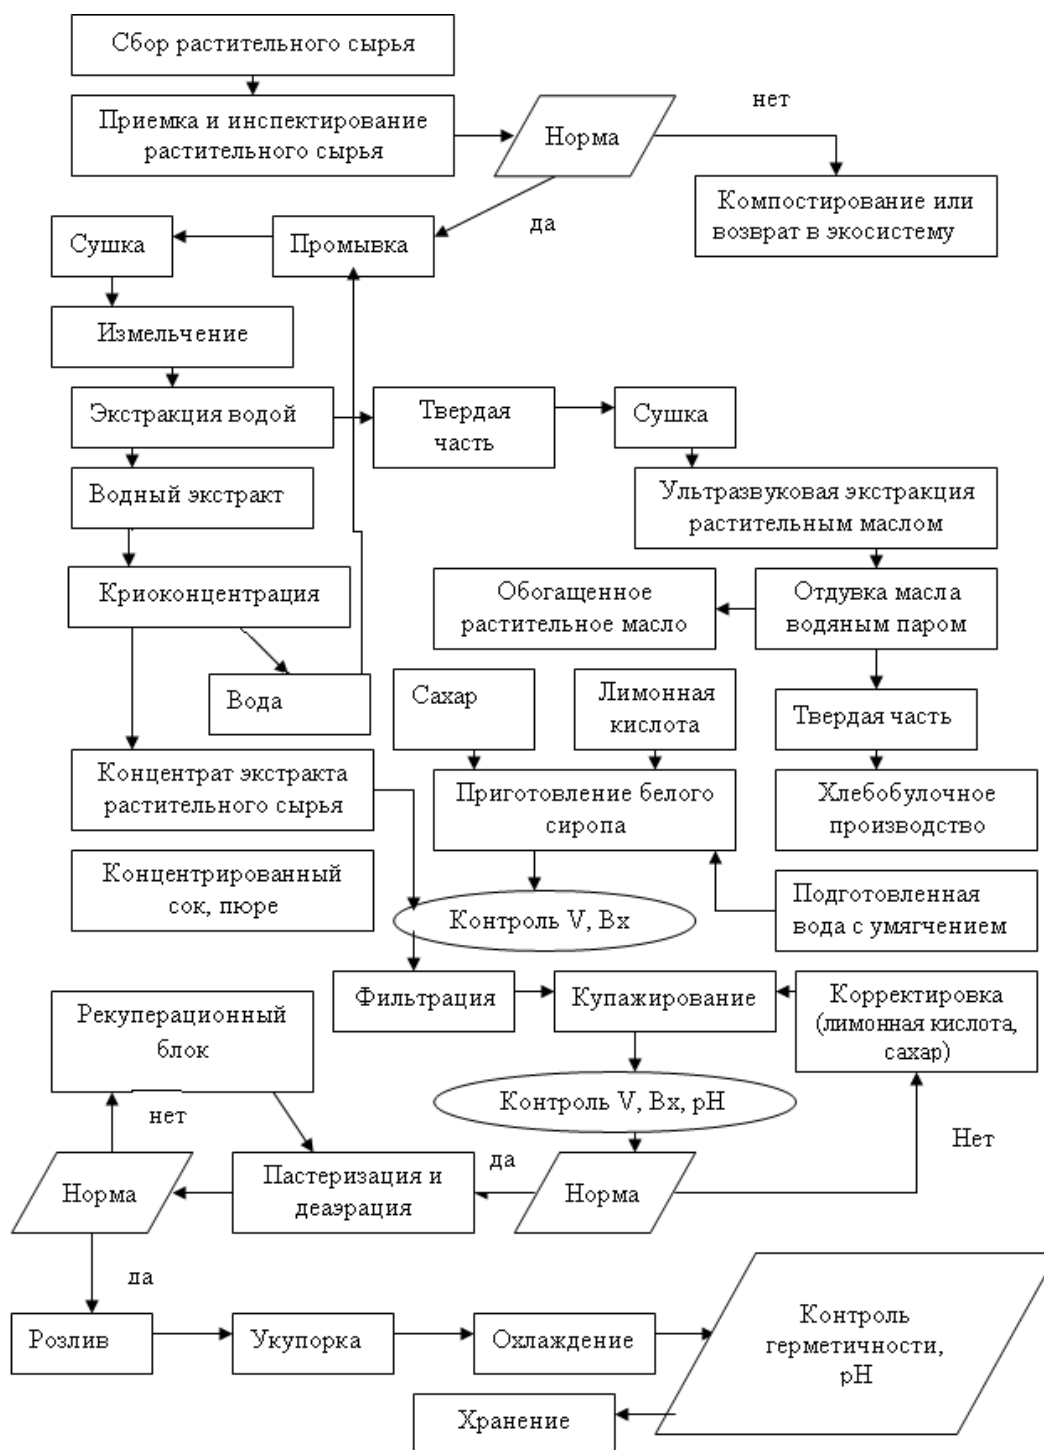 Сбор растительного сырья
Приемка и инспектирование
растительного сырья
Норма
нет
Компостирование или
возврат в экосистему
да
Сушка
Промывка
Измельчение
Экстракция водой
Твердая
часть
Сушка
Водный экстракт
Ультразвуковая экстракция
растительным маслом
Криоконцентрация
Обогащенное
растительное масло
Отдувка масла
водяным паром
Вода
Сахар
Лимонная
кислота
Твердая часть
Концентрат экстракта
растительного сырья
Приготовление белого
сиропа
Хлебобулочное
производство
Концентрированный
сок, пюре
Контроль V, Вх
Подготовленная
вода с умягчением
Фильтрация
Купажирование
Корректировка
(лимонная кислота,
сахар)
Рекуперационный
блок
Контроль V, Вх, рН
нет
Нет
да
Норма
Пастеризация и
деаэрация
Норма
да
Розлив
Укупорка
Охлаждение
Контроль
герметичности,
рН
Хранение